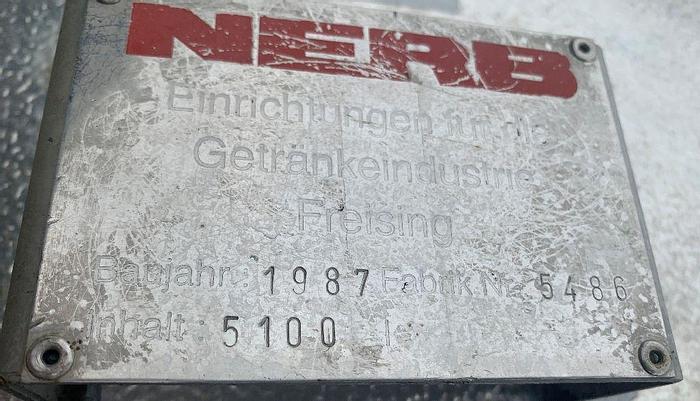 NERB
Einrichtungen für die
Getränkeindustrie
Freising
Baujahr: 1987 Fabrik.Nr. 5486
Inhalt: 5100 l